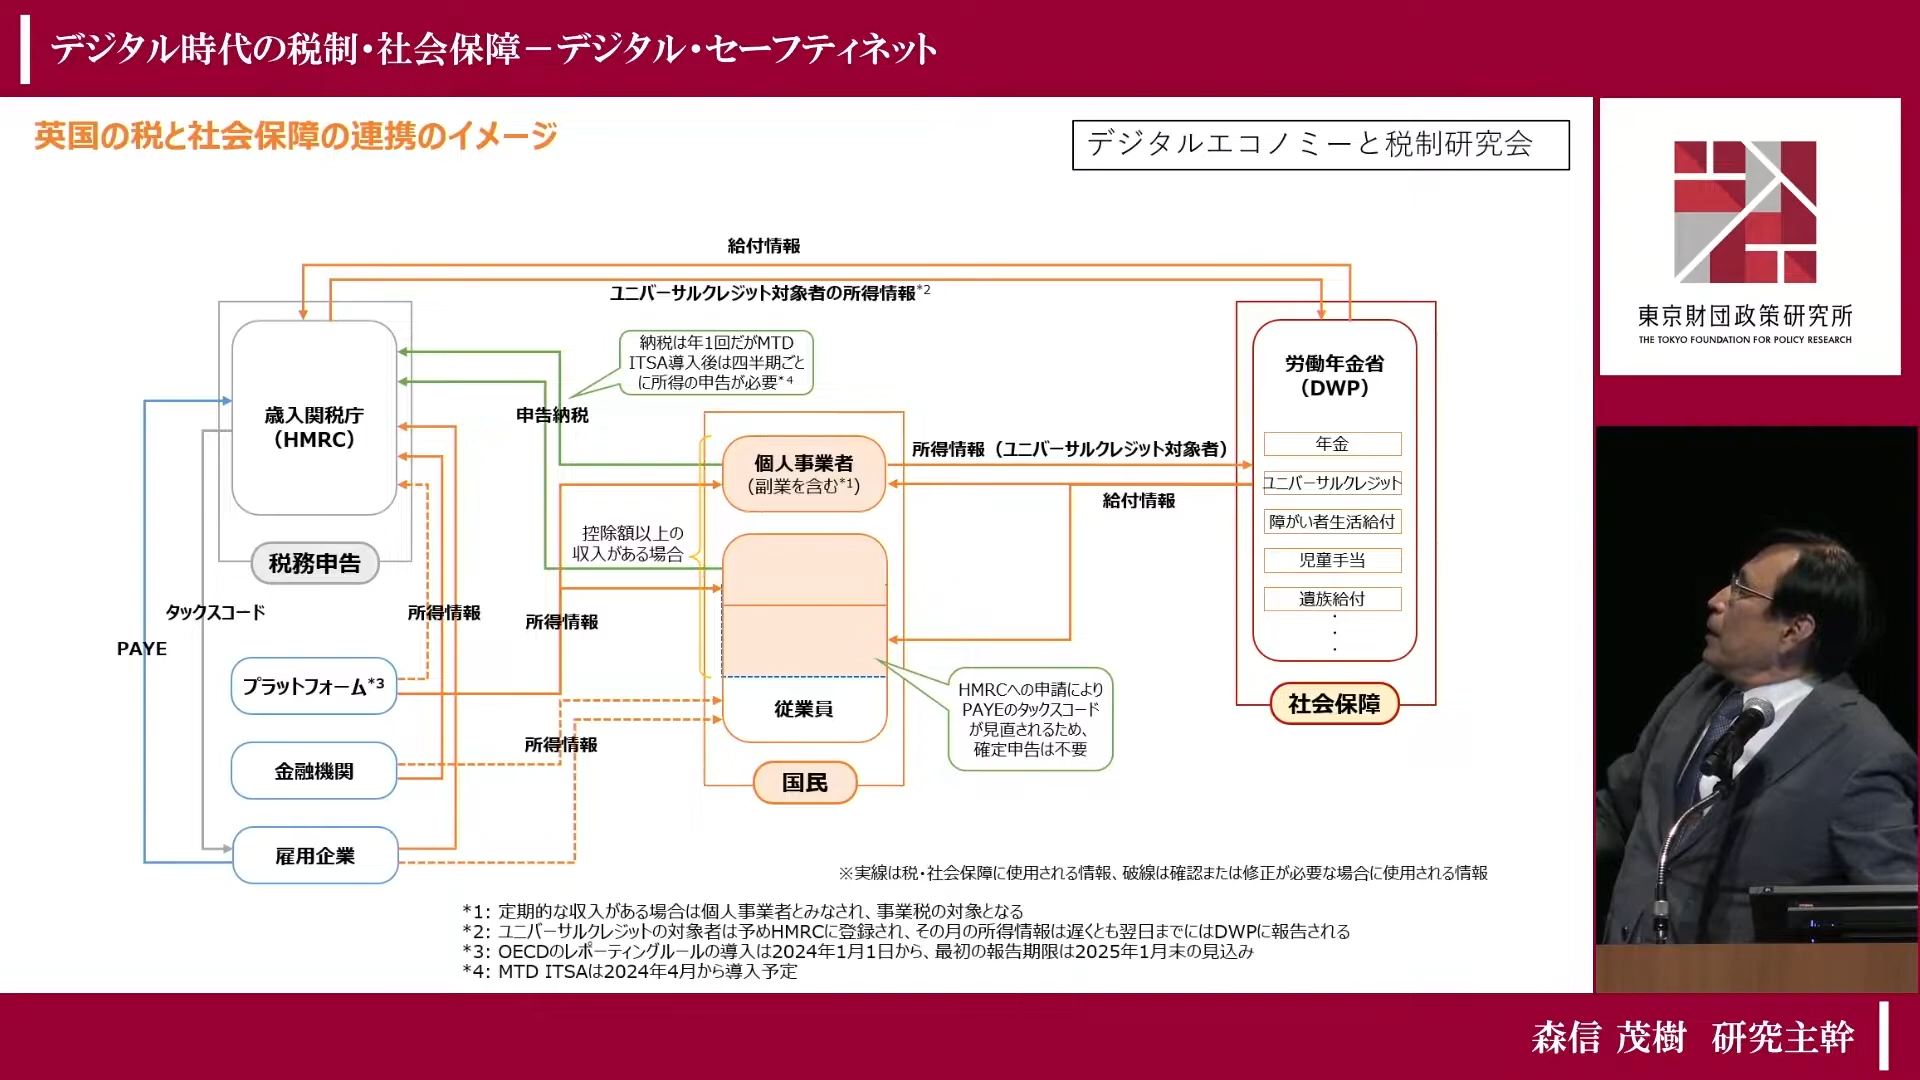 デジタル時代の税制・社会保障－デジタル・セーフティネット
英国の税と社会保障の連携のイメージ
デジタルエコノミーと税制研究会
東京財団政策研究所
THE TOKYO FOUNDATION FOR POLICY RESEARCH
給付情報
ユニバーサルクレジット対象者の所得情報*2
納税は年1回だがMTD
ITSA導入後は四半期ごと
に所得の申告が必要*4
申告納税
歳入関税庁
（HMRC）
税務申告
タックスコード
PAYE
所得情報
プラットフォーム*3
金融機関
雇用企業
控除額以上の
収入がある場合
所得情報
所得情報
個人事業者
（副業を含む*1）
従業員
国民
所得情報（ユニバーサルクレジット対象者）
給付情報
HMRCへの申請により
PAYEのタックスコード
が見直されるため、
確定申告は不要
労働年金省
（DWP）
年金
ユニバーサルクレジット
障がい者生活給付
児童手当
遺族給付
・
・
・
社会保障
※実線は税・社会保障に使用される情報、破線は確認または修正が必要な場合に使用される情報
*1: 定期的な収入がある場合は個人事業者とみなされ、事業税の対象となる
*2: ユニバーサルクレジットの対象者は予めHMRCに登録され、その月の所得情報は遅くとも翌日までにはDWPに報告される
*3: OECDのレポーティングルールの導入は2024年1月1日から、最初の報告期限は2025年1月末の見込み
*4: MTD ITSAは2024年4月から導入予定
森信 茂樹 研究主幹